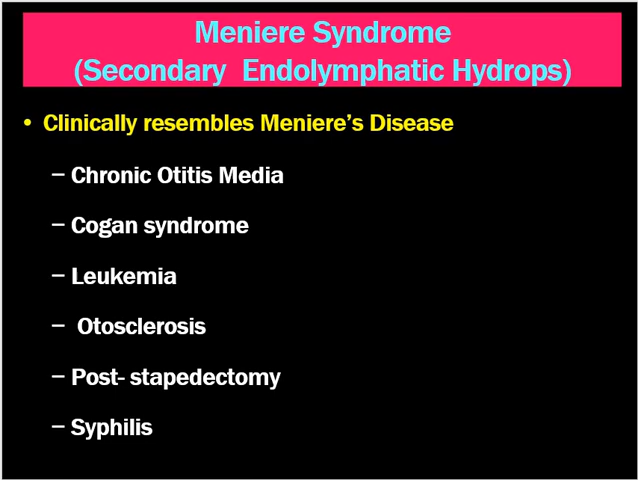 Meniere Syndrome
(Secondary Endolymphatic Hydrops)
• Clinically resembles Meniere's Disease
– Chronic Otitis Media
– Cogan syndrome
– Leukemia
– Otosclerosis
– Post- stapedectomy
– Syphilis